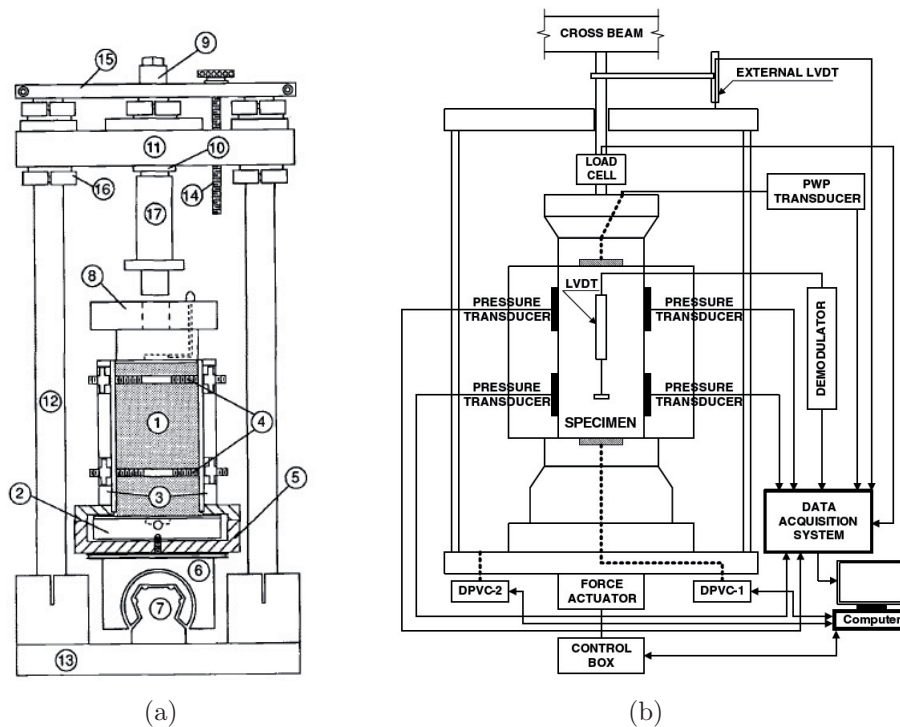 9
15
11
10
16
14
17
8
12
1
4
2
3
5
6
7
13
(a)
CROSS BEAM
EXTERNAL LVDT
LOAD
CELL
PWP
TRANSDUCER
LVDT
PRESSURE
TRANSDUCER
PRESSURE
TRANSDUCER
DEMODULATOR
PRESSURE
TRANSDUCER
PRESSURE
TRANSDUCER
SPECIMEN
DATA
ACQUISITION
SYSTEM
DPVC-2
FORCE
ACTUATOR
DPVC-1
Computer
CONTROL
BOX
(b)